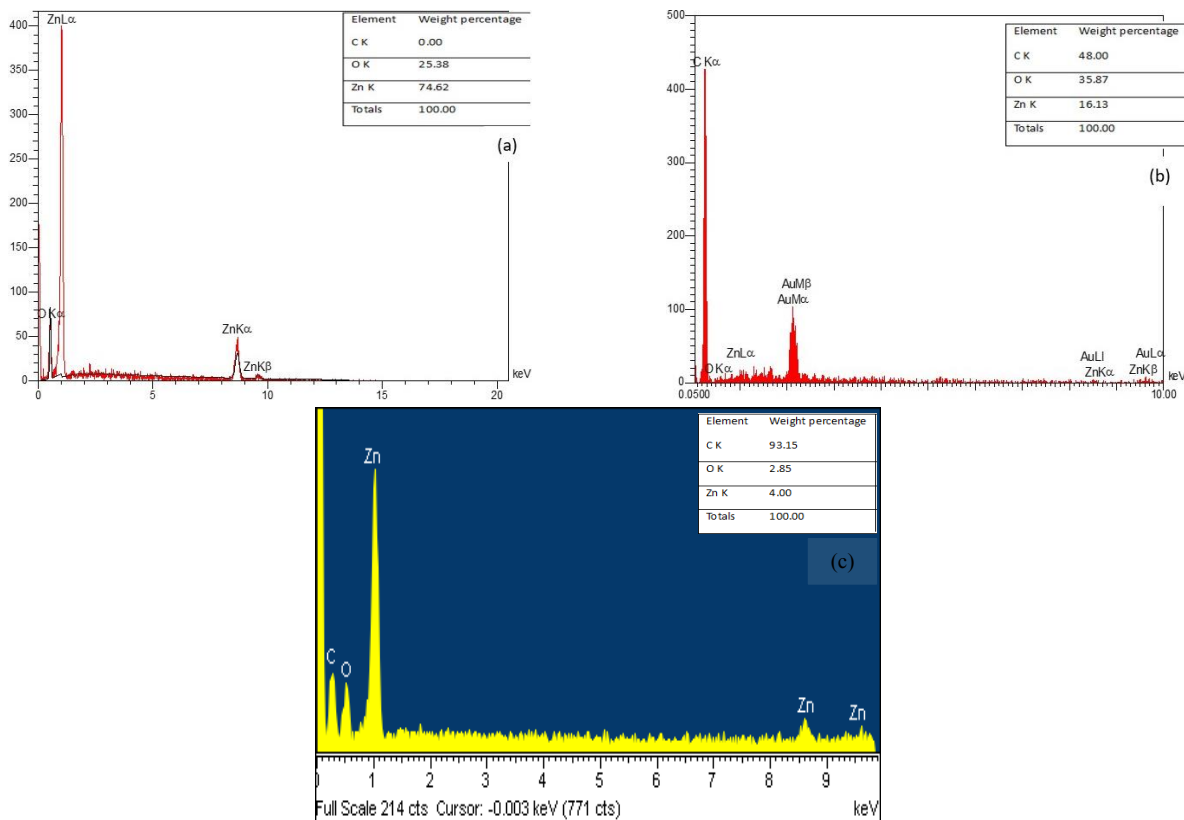 400
350
300
250
200
150
100
50
0
ZnLα
O Kα
ZnKα
ZnKβ
0
5
10
15
20
keV
Element Weight percentage
C K 0.00
O K 25.38
Zn K 74.62
Totals 100.00
(a)
500
400
300
200
100
0
C Kα
O Kα
ZnLα
AuMβ
AuMα
AuLl
ZnKα
AuLα
ZnKβ
keV
0.0500
10.00
Element Weight percentage
C K 48.00
O K 35.87
Zn K 16.13
Totals 100.00
(b)
Element Weight percentage
C K 93.15
O K 2.85
Zn K 4.00
Totals 100.00
(c)
Zn
C
O
Zn
Zn
0 1 2 3 4 5 6 7 8 9
Full Scale 214 cts Cursor: -0.003 keV (771 cts) keV